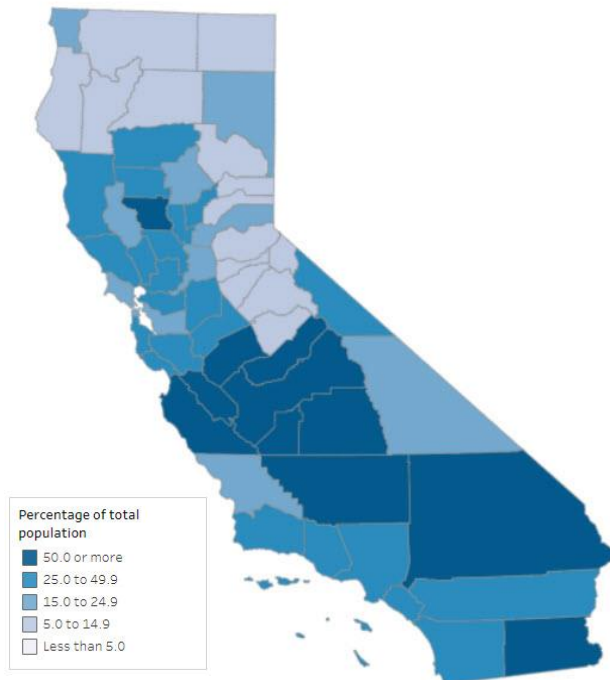 Percentage of total
population
50.0 or more
25.0 to 49.9
15.0 to 24.9
5.0 to 14.9
Less than 5.0